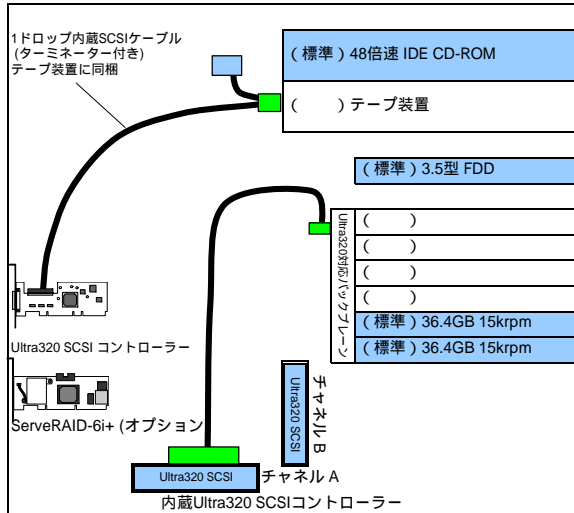 1ドロップ内蔵SCSIケーブル
(ターミネーター付き)
テープ装置に同梱
(標準) 48倍速 IDE CD-ROM
(　　) テープ装置
(標準) 3.5型 FDD
Ultra320対応バックプレーン
(　　)
(　　)
(　　)
(　　)
(標準) 36.4GB 15krpm
(標準) 36.4GB 15krpm
Ultra320 SCSI コントローラー
ServeRAID-6i+ (オプション
Ultra320 SCSI
チャネル B
Ultra320 SCSI
チャネル A
内蔵Ultra320 SCSIコントローラー